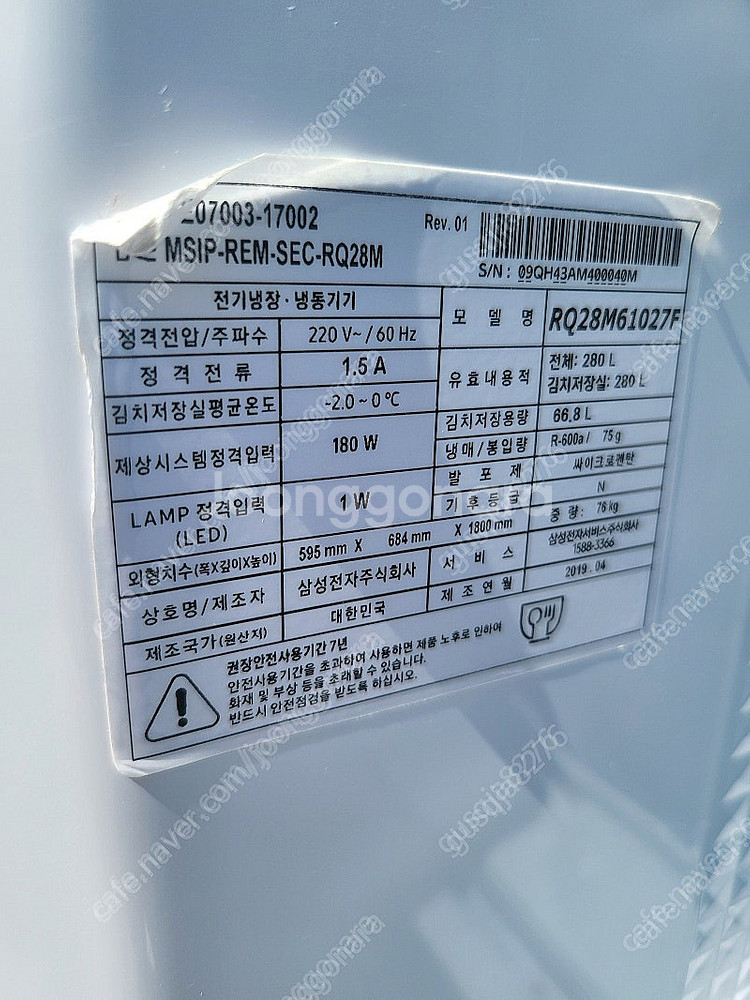 207003-17002
Rev. 01
MSIP-REM-SEC-RQ28M
S/N : 09QH43AM400040M
전기냉장·냉동기기
모 델 명 RQ28M61027F
정격전압/주파수 220 V~ / 60 Hz
정 격 전 류 1.5 A
유효내용적 전체: 280 L
김치저장실: 280 L
김치저장실평균온도 -2.0 ~ 0 ℃
김치저장용량 66.8 L
제상시스템정격입력 180 W
냉매/봉입량 R-600a / 75 g
발 포 제 싸이크로펜탄
LAMP 정격입력 1 W
(LED)
기후등급 N
중 량: 76 kg
외형치수(폭X깊이X높이) 595 mm X 684 mm X 1800 mm
서 비 스 삼성전자서비스주식회사
1588-3366
상호명/제조자 삼성전자주식회사
제 조 연 월 2019.04
제조국가(원산지) 대한민국
권장안전사용기간 7년
안전사용기간을 초과하여 사용하면 제품 노후로 인하여
화재 및 부상 등을 초래할 수 있습니다.
반드시 안전점검을 받도록 하십시오.
joonggonara
cafe.naver.com/joonggonara
gusqja8227f6